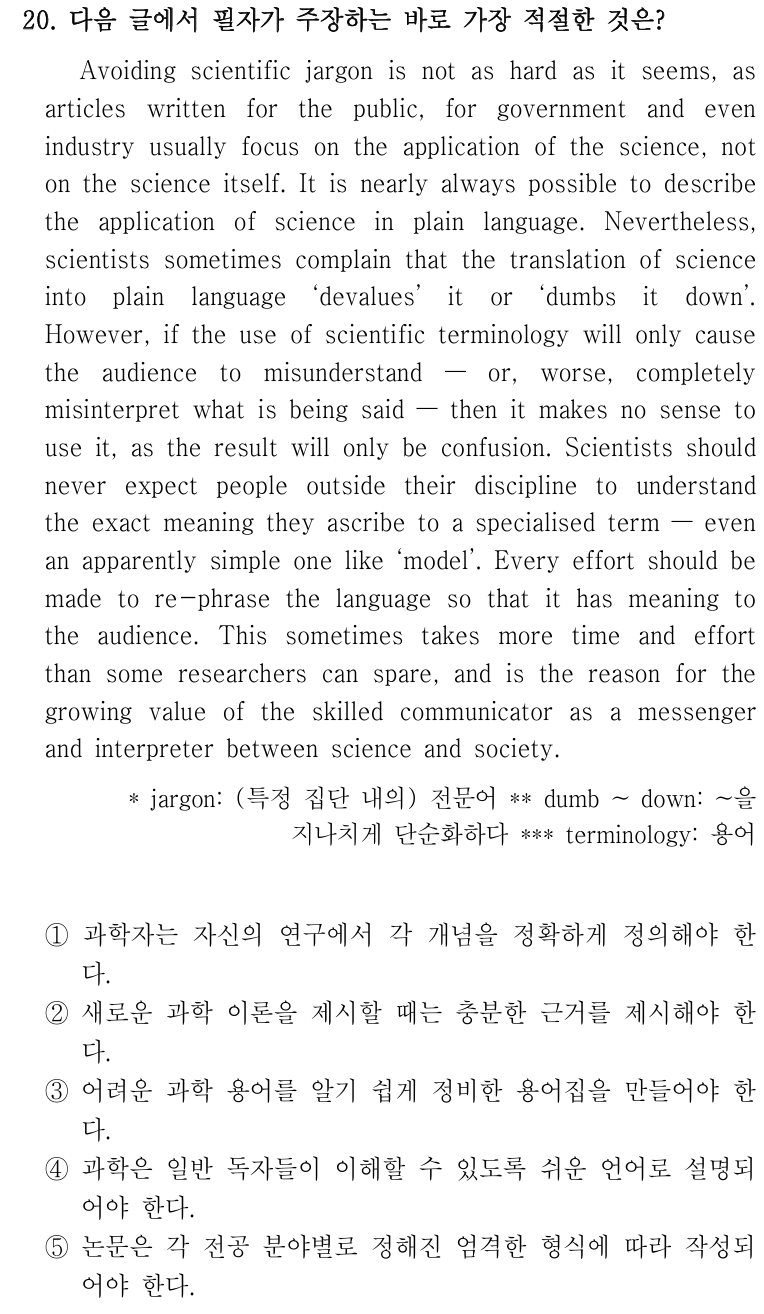 20. 다음 글에서 필자가 주장하는 바로 가장 적절한 것은?
Avoiding scientific jargon is not as hard as it seems, as
articles written for the public, for government and even
industry usually focus on the application of the science, not
on the science itself. It is nearly always possible to describe
the application of science in plain language. Nevertheless,
scientists sometimes complain that the translation of science
into plain language ‘devalues’ it or ‘dumbs it down’.
However, if the use of scientific terminology will only cause
the audience to misunderstand — or, worse, completely
misinterpret what is being said — then it makes no sense to
use it, as the result will only be confusion. Scientists should
never expect people outside their discipline to understand
the exact meaning they ascribe to a specialised term — even
an apparently simple one like ‘model’. Every effort should be
made to re-phrase the language so that it has meaning to
the audience. This sometimes takes more time and effort
than some researchers can spare, and is the reason for the
growing value of the skilled communicator as a messenger
and interpreter between science and society.
* jargon: (특정 집단 내의) 전문어 ** dumb ~ down: ~을
지나치게 단순화하다 *** terminology: 용어
① 과학자는 자신의 연구에서 각 개념을 정확하게 정의해야 한
다.
② 새로운 과학 이론을 제시할 때는 충분한 근거를 제시해야 한
다.
③ 어려운 과학 용어를 알기 쉽게 정비한 용어집을 만들어야 한
다.
④ 과학은 일반 독자들이 이해할 수 있도록 쉬운 언어로 설명되
어야 한다.
⑤ 논문은 각 전공 분야별로 정해진 엄격한 형식에 따라 작성되
어야 한다.